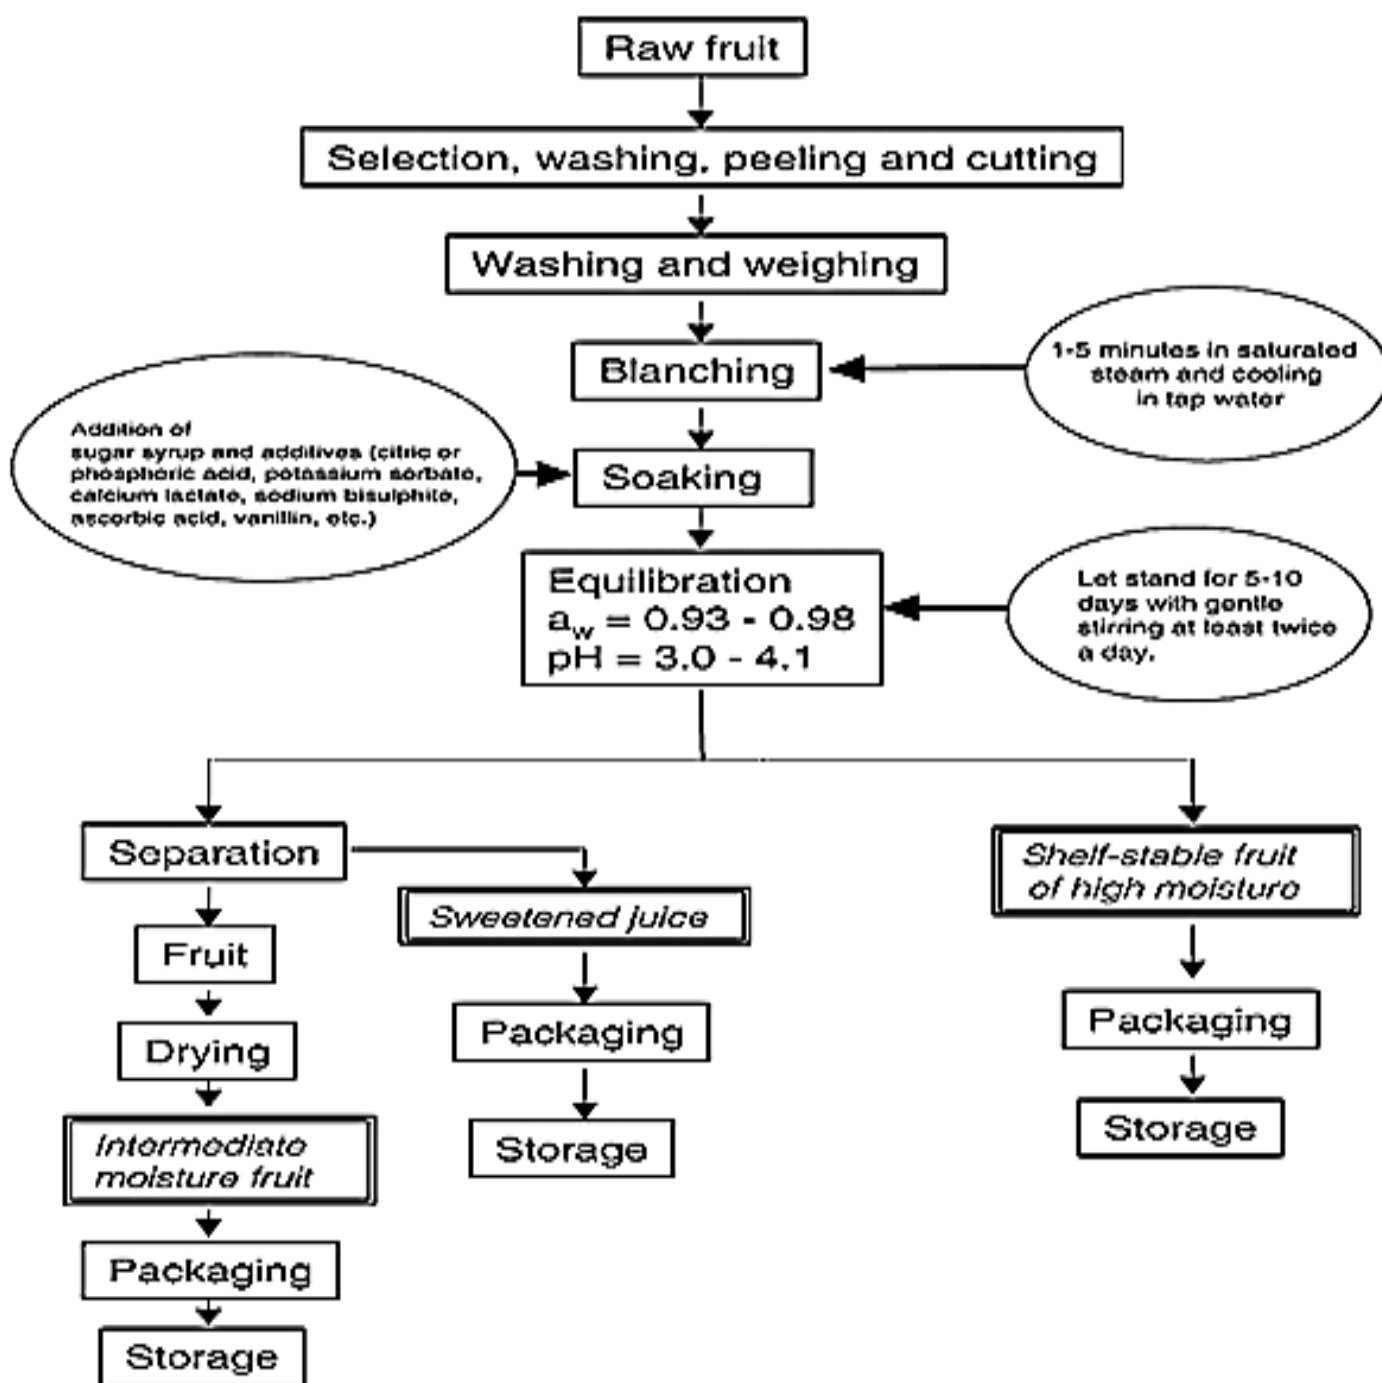 Raw fruit
Selection, washing, peeling and cutting
Washing and weighing
Blanching
1-5 minutes in saturated
steam and cooling
in tap water
Addition of
sugar syrup and additives (citric or
phosphoric acid, potassium sorbate,
calcium lactate, sodium bisulphite,
ascorbic acid, vanillin, etc.)
Soaking
Equilibration
aw = 0.93 - 0.98
pH = 3.0 - 4.1
Let stand for 5-10
days with gentle
stirring at least twice
a day.
Separation
Fruit
Drying
Intermediate
moisture fruit
Packaging
Storage
Sweetened juice
Packaging
Storage
Shelf-stable fruit
of high moisture
Packaging
Storage